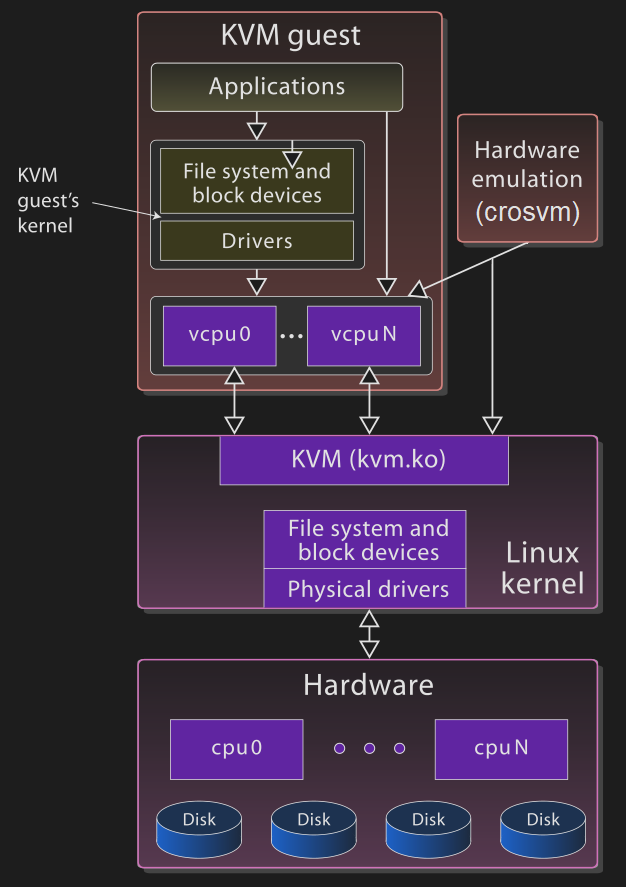 KVM guest
Applications
File system and
block devices
Drivers
KVM
guest's
kernel
Hardware
emulation
(crosvm)
vcpu 0
...
vcpu N
KVM (kvm.ko)
File system and
block devices
Physical drivers
Linux
kernel
Hardware
cpu 0
cpu N
Disk
Disk
Disk
Disk